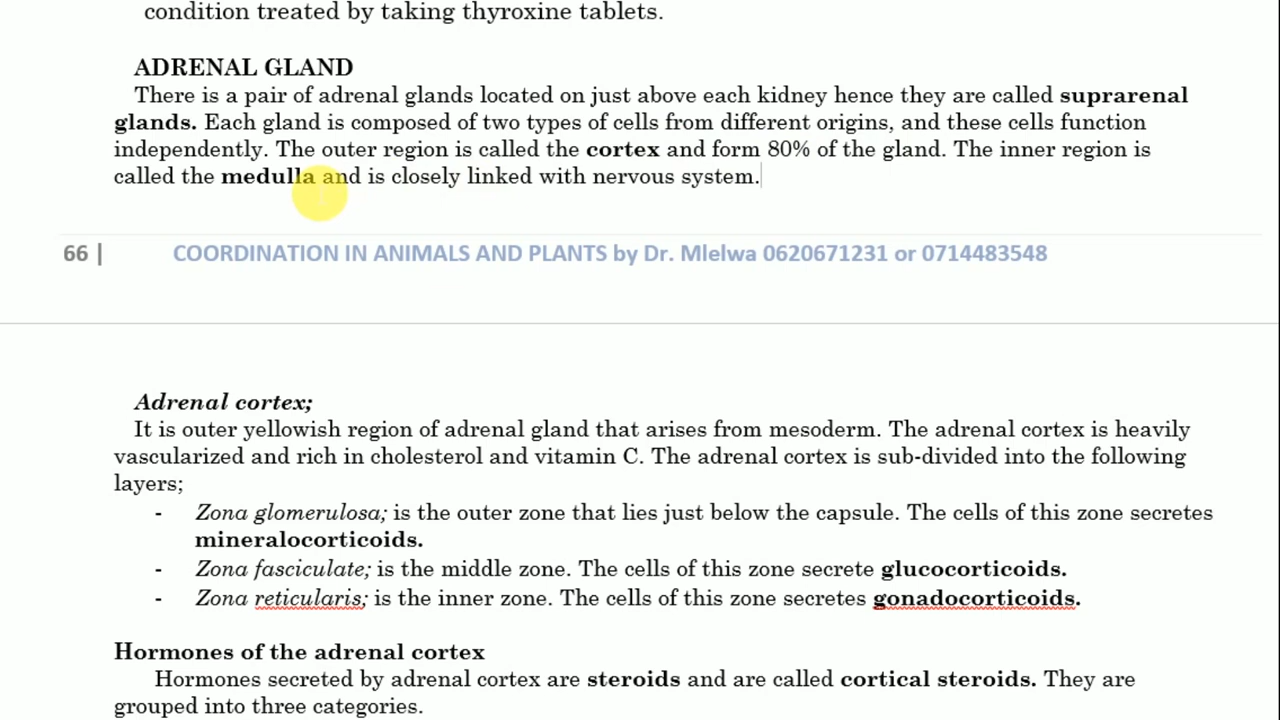 condition treated by taking thyroxine tablets.
ADRENAL GLAND
There is a pair of adrenal glands located on just above each kidney hence they are called suprarenal
glands. Each gland is composed of two types of cells from different origins, and these cells function
independently. The outer region is called the cortex and form 80% of the gland. The inner region is
called the medulla and is closely linked with nervous system.
66 | COORDINATION IN ANIMALS AND PLANTS by Dr. Mlelwa 0620671231 or 0714483548
Adrenal cortex;
It is outer yellowish region of adrenal gland that arises from mesoderm. The adrenal cortex is heavily
vascularized and rich in cholesterol and vitamin C. The adrenal cortex is sub-divided into the following
layers;
- Zona glomerulosa; is the outer zone that lies just below the capsule. The cells of this zone secretes
mineralocorticoids.
- Zona fasciculate; is the middle zone. The cells of this zone secrete glucocorticoids.
- Zona reticularis; is the inner zone. The cells of this zone secretes gonadocorticoids.
Hormones of the adrenal cortex
Hormones secreted by adrenal cortex are steroids and are called cortical steroids. They are
grouped into three categories.